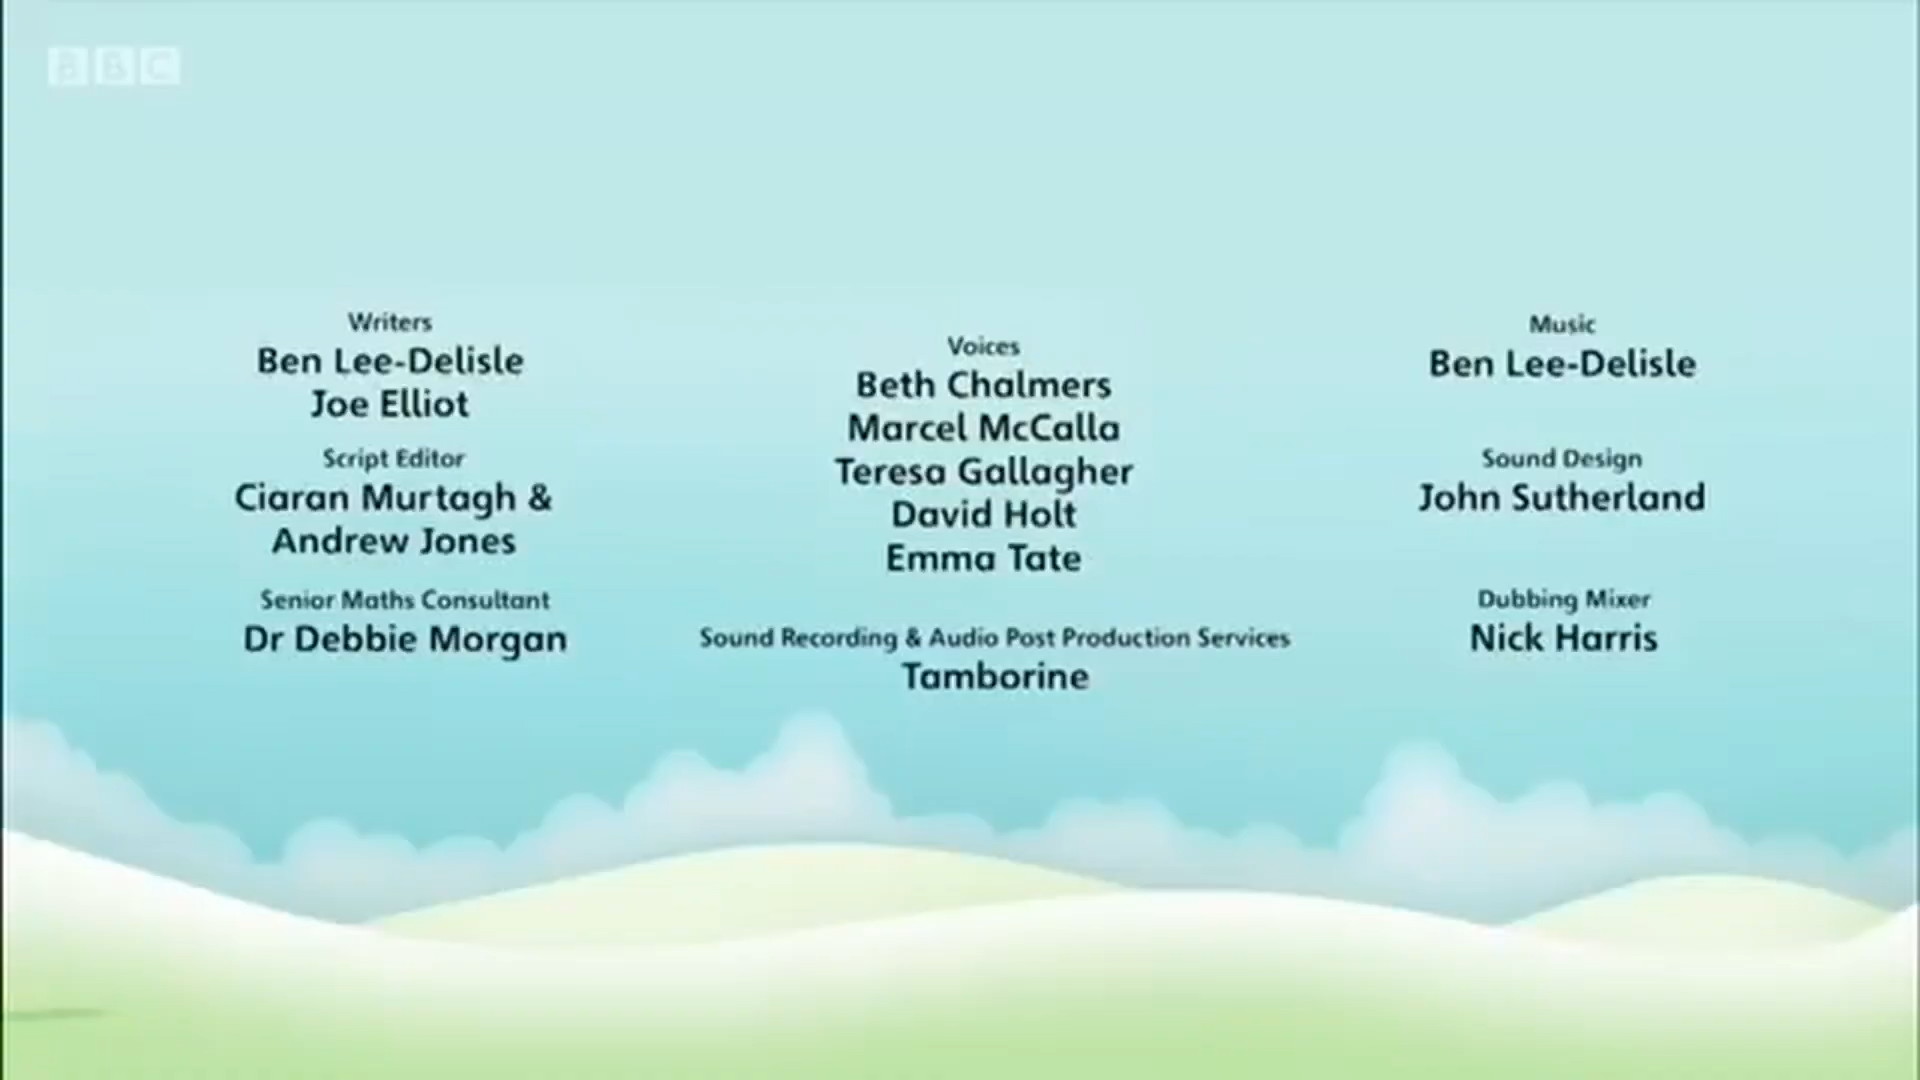 BBC
Writers
Ben Lee-Delisle
Joe Elliot
Script Editor
Ciaran Murtagh &
Andrew Jones
Senior Maths Consultant
Dr Debbie Morgan
Voices
Beth Chalmers
Marcel McCalla
Teresa Gallagher
David Holt
Emma Tate
Sound Recording & Audio Post Production Services
Tamborine
Music
Ben Lee-Delisle
Sound Design
John Sutherland
Dubbing Mixer
Nick Harris